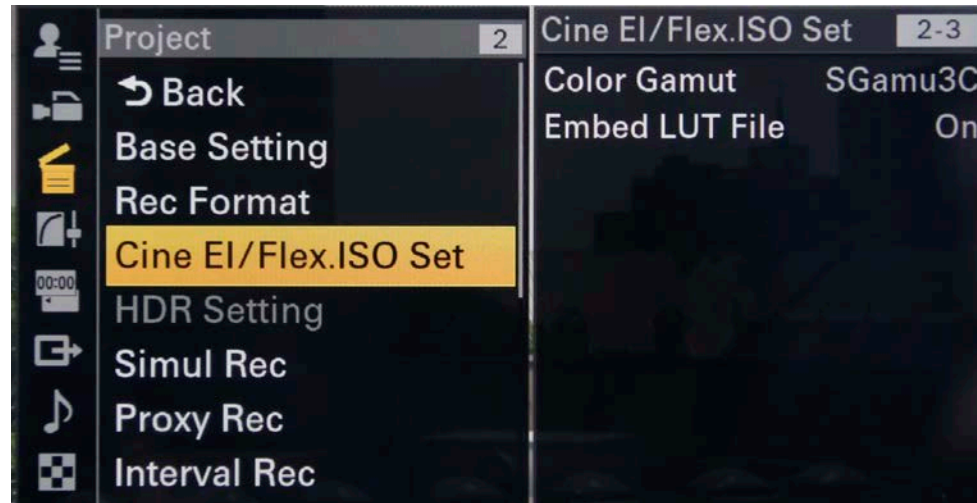 Project 2
Back
Base Setting
Rec Format
Cine EI/Flex.ISO Set
HDR Setting
Simul Rec
Proxy Rec
Interval Rec
00:00
Cine EI/Flex.ISO Set 2-3
Color Gamut SGamu3C
Embed LUT File On